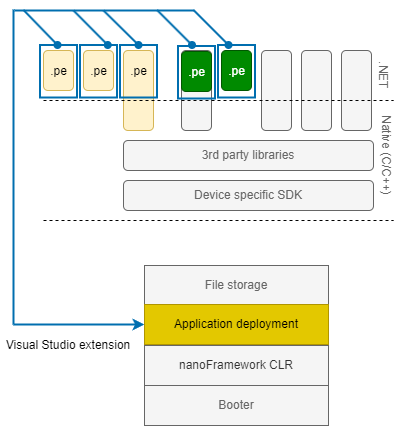 .pe
.pe
.pe
.pe
.pe
.NET
Native (C/C++)
3rd party libraries
Device specific SDK
File storage
Application deployment
Visual Studio extension
nanoFramework CLR
Booter